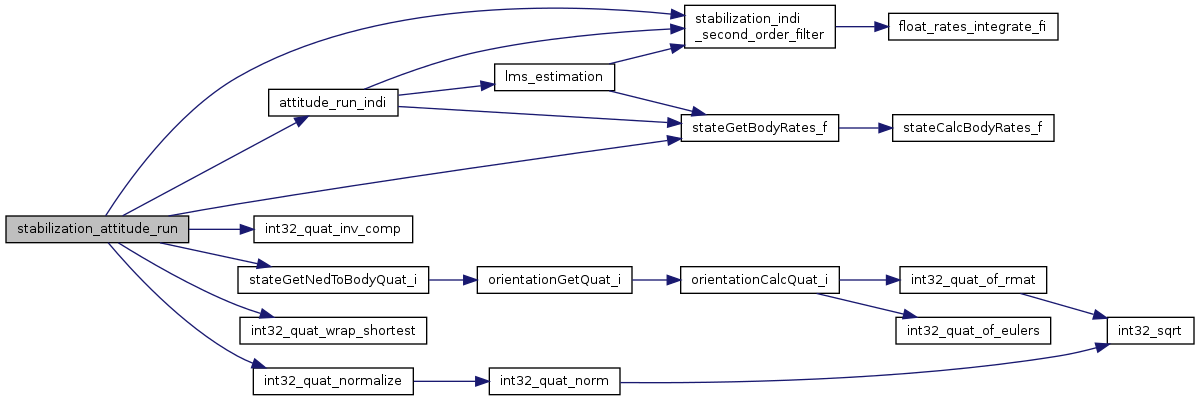 stabilization_indi
_second_order_filter
float_rates_integrate_fi
lms_estimation
attitude_run_indi
stateGetBodyRates_f
stateCalcBodyRates_f
stabilization_attitude_run
int32_quat_inv_comp
stateGetNedToBodyQuat_i
orientationGetQuat_i
orientationCalcQuat_i
int32_quat_of_rmat
int32_quat_wrap_shortest
int32_quat_of_eulers
int32_sqrt
int32_quat_normalize
int32_quat_norm